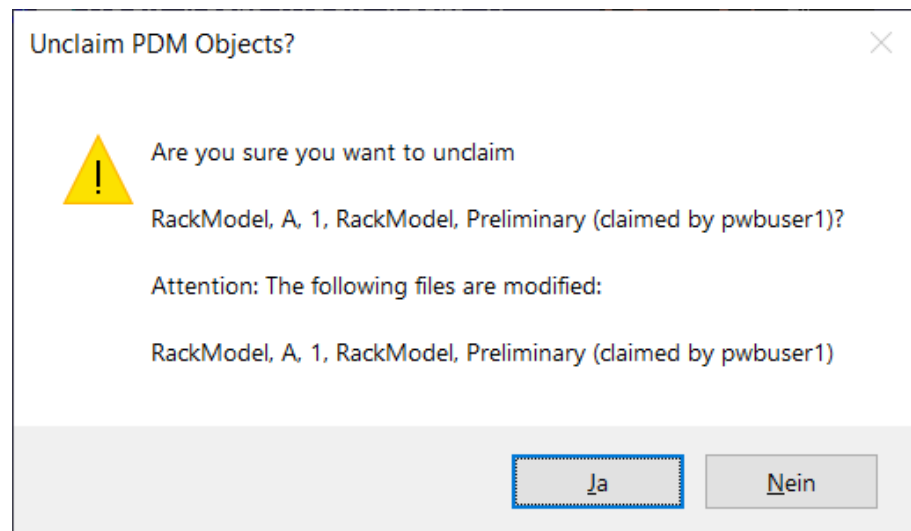 Unclaim PDM Objects?
Are you sure you want to unclaim
RackModel, A, 1, RackModel, Preliminary (claimed by pwbuser1)?
Attention: The following files are modified:
RackModel, A, 1, RackModel, Preliminary (claimed by pwbuser1)
Ja
Nein